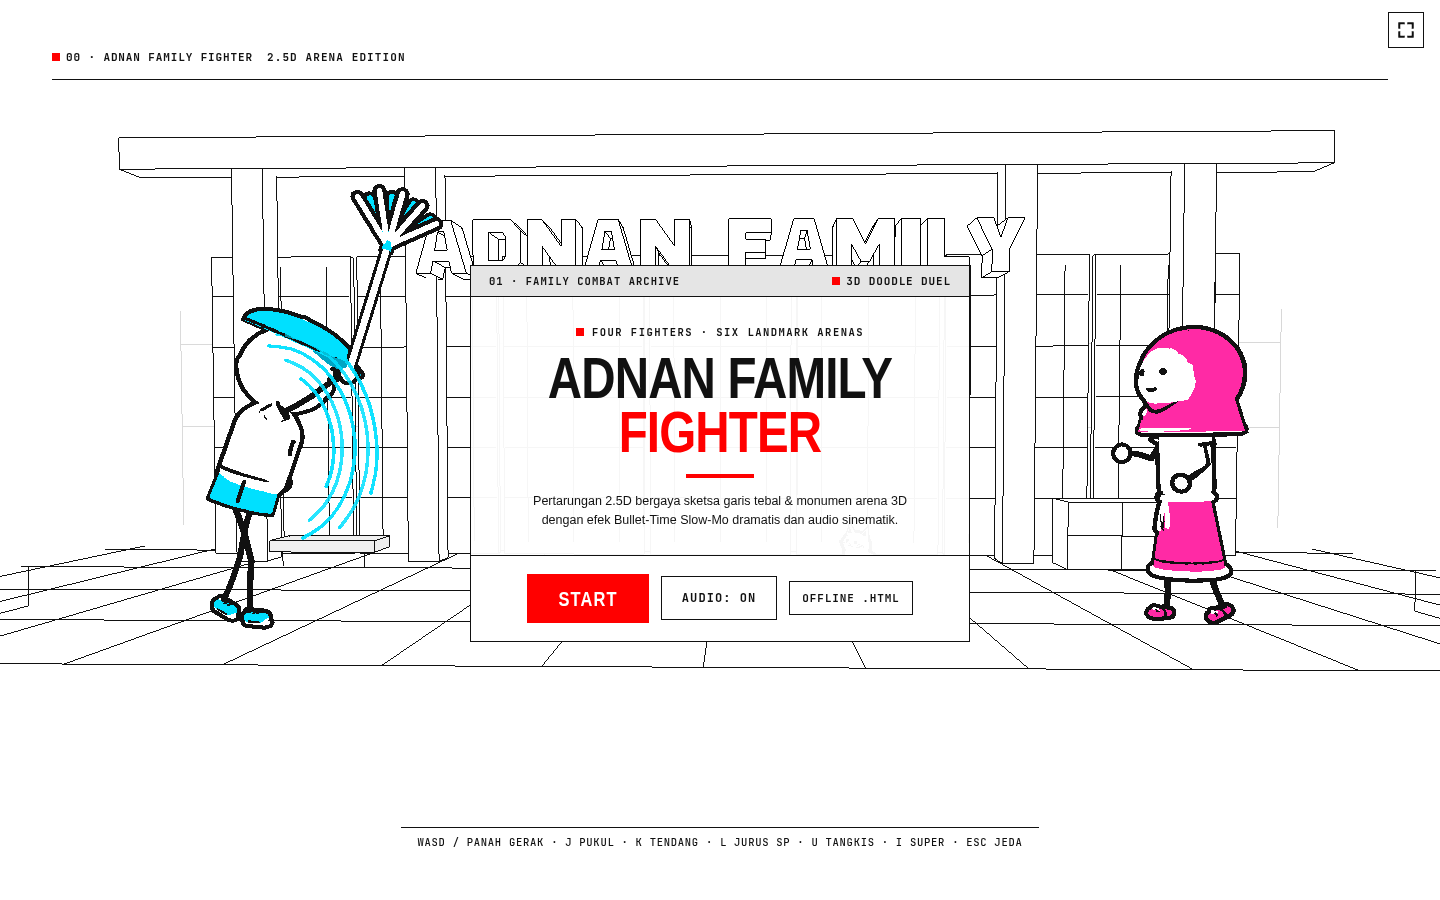 00 · ADNAN FAMILY FIGHTER 2.5D ARENA EDITION
ADNAN FAMILY
01 · FAMILY COMBAT ARCHIVE
3D DOODLE DUEL
FOUR FIGHTERS · SIX LANDMARK ARENAS
ADNAN FAMILY
FIGHTER
Pertarungan 2.5D bergaya sketsa garis tebal & monumen arena 3D
dengan efek Bullet-Time Slow-Mo dramatis dan audio sinematik.
START
AUDIO: ON
OFFLINE .HTML
WASD / PANAH GERAK · J PUKUL · K TENDANG · L JURUS SP · U TANGKIS · I SUPER · ESC JEDA